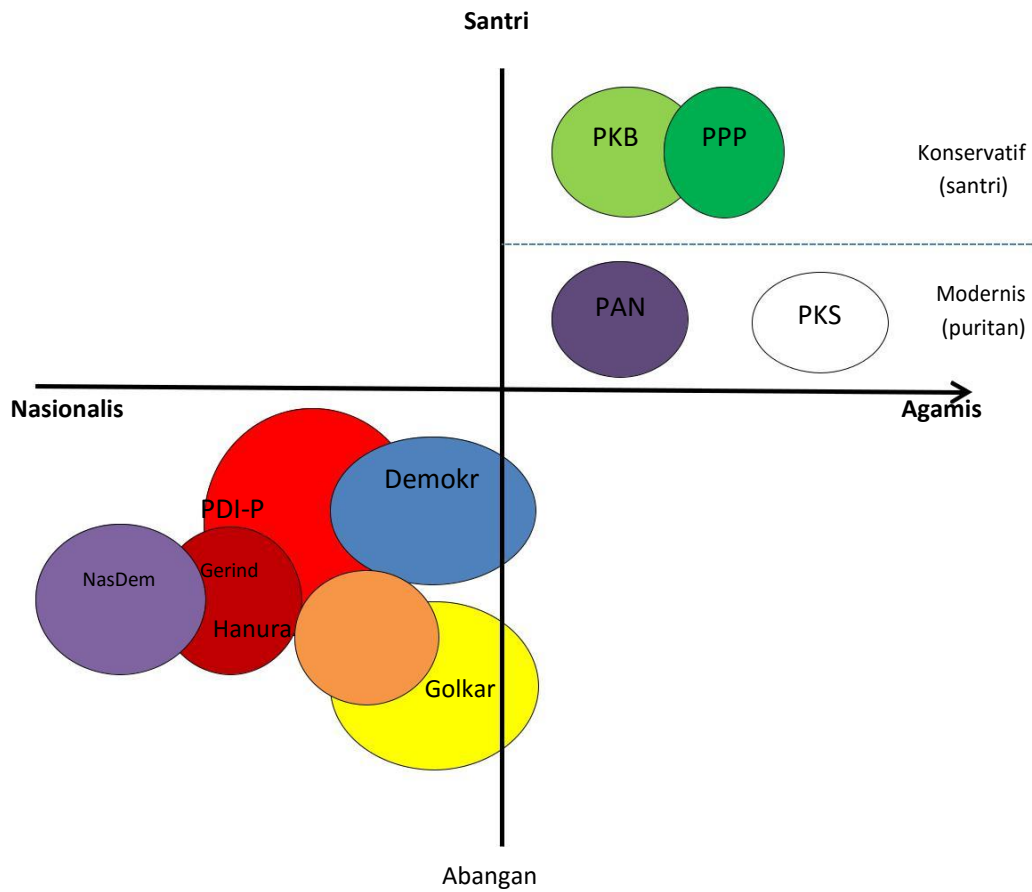 Santri
PKB
PPP
Konservatif
(santri)
PAN
PKS
Modernis
(puritan)
Nasionalis
Agamis
Demokr
PDI-P
NasDem
Gerind
Hanura
Golkar
Abangan